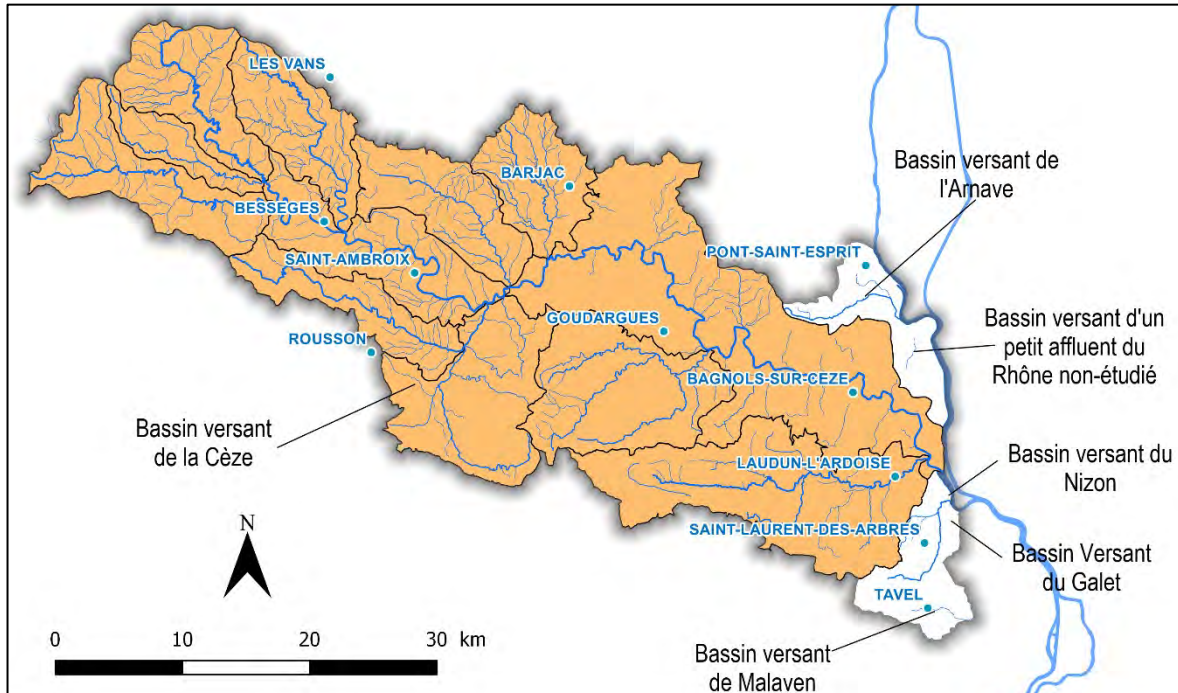 LES VANS
BARJAC
Bassin versant de
l'Arnave
BESSEGES
PONT-SAINT-ESPRIT
SAINT-AMBROIX
GOUDARGUES
ROUSSON
Bassin versant d'un
petit affluent du
Rhône non-étudié
BAGNOLS-SUR-CEZE
Bassin versant
de la Cèze
LAUDUN-L'ARDOISE
Bassin versant du
Nizon
SAINT-LAURENT-DES-ARBRES
Bassin Versant
du Galet
N
TAVEL
0 10 20 30 km
Bassin versant
de Malaven